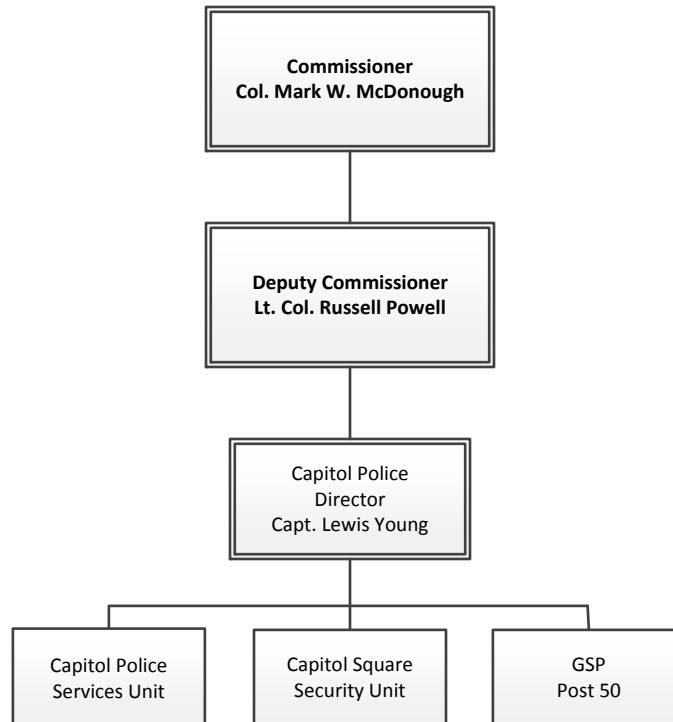 Commissioner
Col. Mark W. McDonough
Deputy Commissioner
Lt. Col. Russell Powell
Capitol Police
Director
Capt. Lewis Young
Capitol Police
Services Unit
Capitol Square
Security Unit
GSP
Post 50